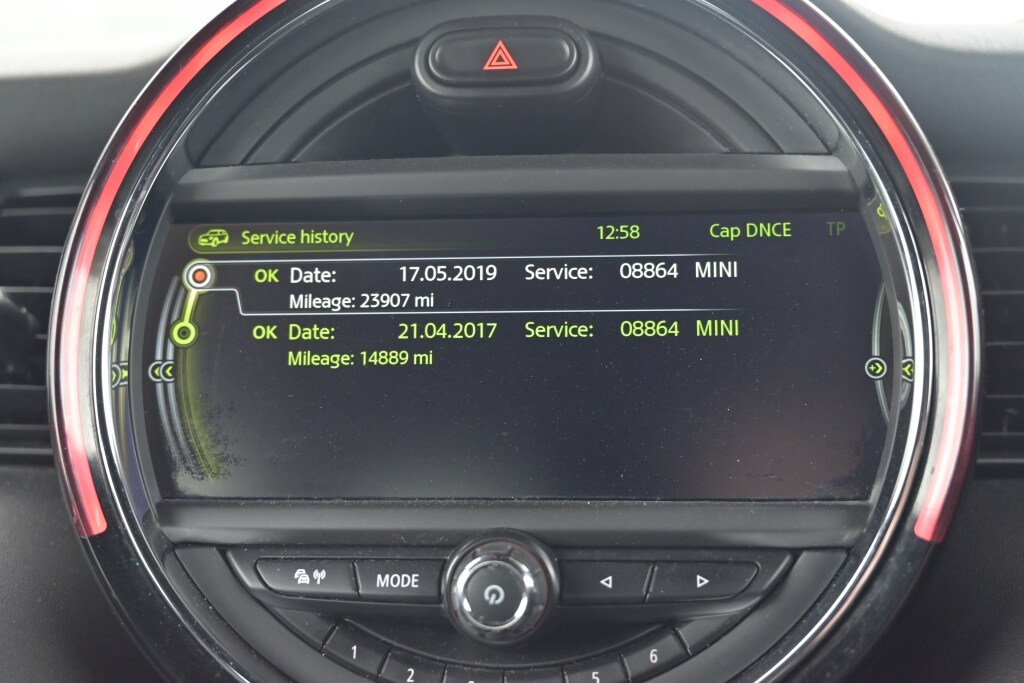 Service history 12:58 Cap DNCE TP
OK Date: 17.05.2019 Service: 08864 MINI
Mileage: 23907 mi
OK Date: 21.04.2017 Service: 08864 MINI
Mileage: 14889 mi
MODE
1 2 5 6